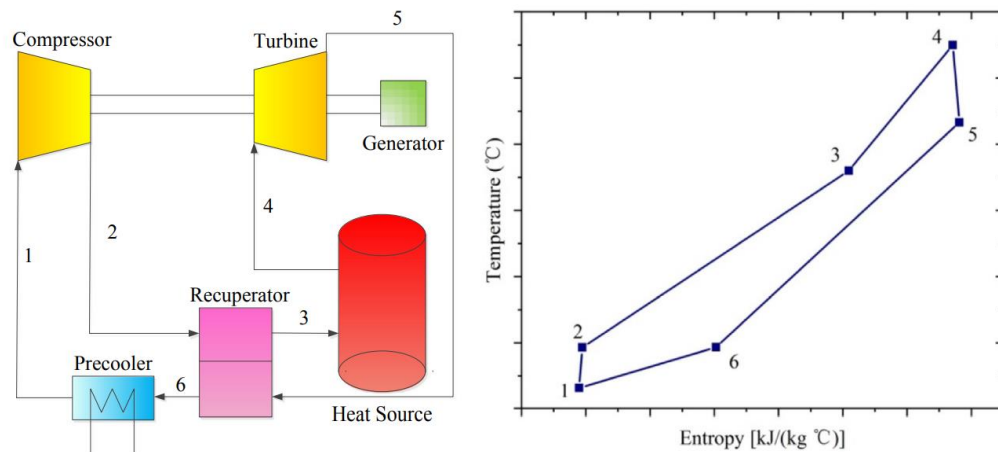 5
Compressor
Turbine
Generator
4
2
1
Recuperator
3
Precooler
6
Heat Source
4
3
5
2
6
1
Temperature (℃)
Entropy [kJ/(kg ℃)]